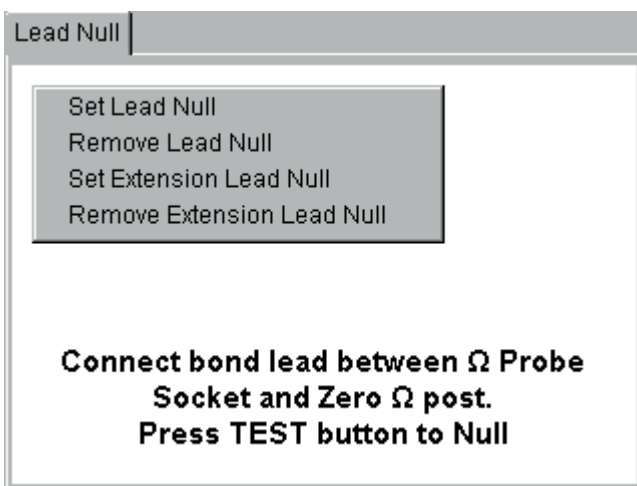 Lead Null
Set Lead Null
Remove Lead Null
Set Extension Lead Null
Remove Extension Lead Null
Connect bond lead between Ω Probe
Socket and Zero Ω post.
Press TEST button to Null